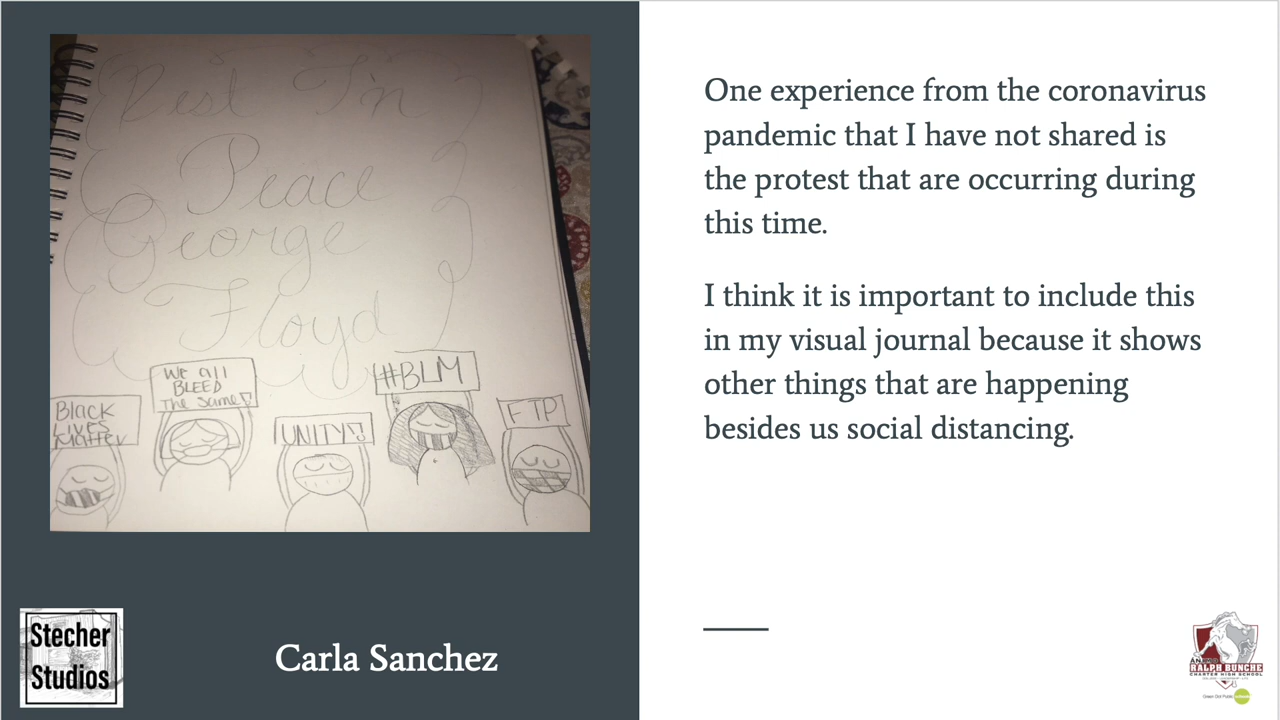 Rest In
Peace
George
Floyd
We all
BLEED
The Same!!
#BLM
Black
Lives
Matter
UNITY!!
FTP
Stecher
Studios
Carla Sanchez
One experience from the coronavirus
pandemic that I have not shared is
the protest that are occurring during
this time.
I think it is important to include this
in my visual journal because it shows
other things that are happening
besides us social distancing.
RALPH BUNCHE
CHARTER HIGH SCHOOL
Green Dot Public